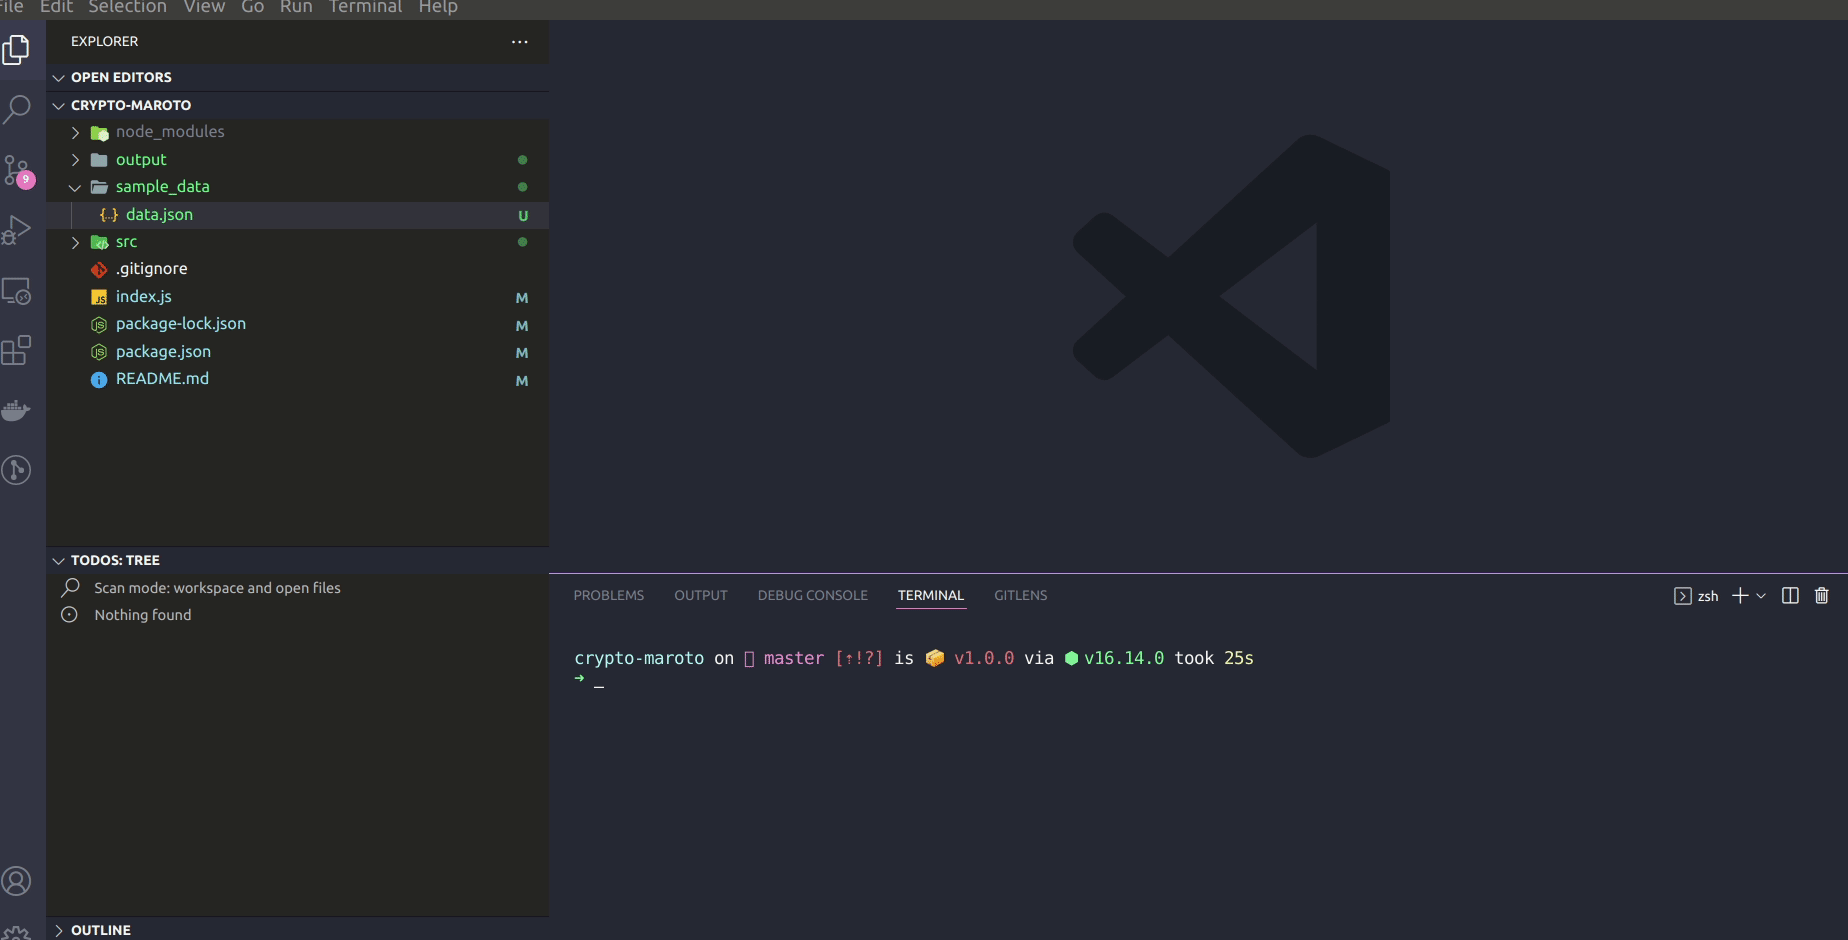 File Edit Selection View Go Run Terminal Help
EXPLORER ...
OPEN EDITORS
CRYPTO-MAROTO
node_modules
output
sample_data
{..} data.json U
src
.gitignore
JS index.js M
JS package-lock.json M
JS package.json M
i README.md M
9
TODOS: TREE
Scan mode: workspace and open files
Nothing found
OUTLINE
PROBLEMS OUTPUT DEBUG CONSOLE TERMINAL GITLENS
zsh
crypto-maroto on master [⇡!?] is 📦 v1.0.0 via ⬢ v16.14.0 took 25s
➜ _